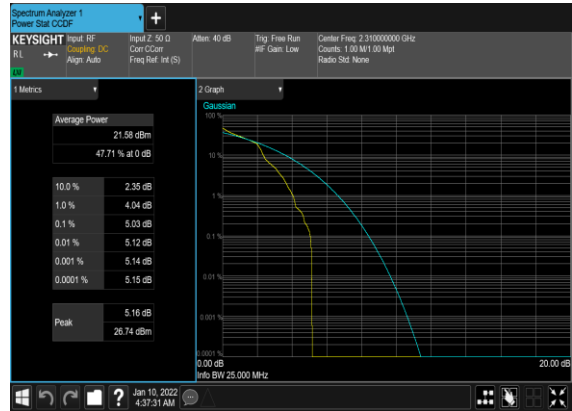 Spectrum Analyzer 1
Power Stat CCDF
+
KEYSIGHT
RL
Input: RF
Coupling: DC
Align: Auto
Input Z: 50 Ω
Corr CCorr
Freq Ref: Int (S)
Atten: 40 dB
Trig: Free Run
#IF Gain: Low
Center Freq: 2.310000000 GHz
Counts: 1.00 M/1.00 Mpt
Radio Std: None
1 Metrics
Average Power
21.58 dBm
47.71 % at 0 dB
10.0 % 2.35 dB
1.0 % 4.04 dB
0.1 % 5.03 dB
0.01 % 5.12 dB
0.001 % 5.14 dB
0.0001 % 5.15 dB
Peak
5.16 dB
26.74 dBm
2 Graph
Gaussian
100 %
10 %
1 %
0.1 %
0.01 %
0.001 %
0.0001 %
0.00 dB
20.00 dB
Info BW 25.000 MHz
?
Jan 10, 2022
4:37:31 AM